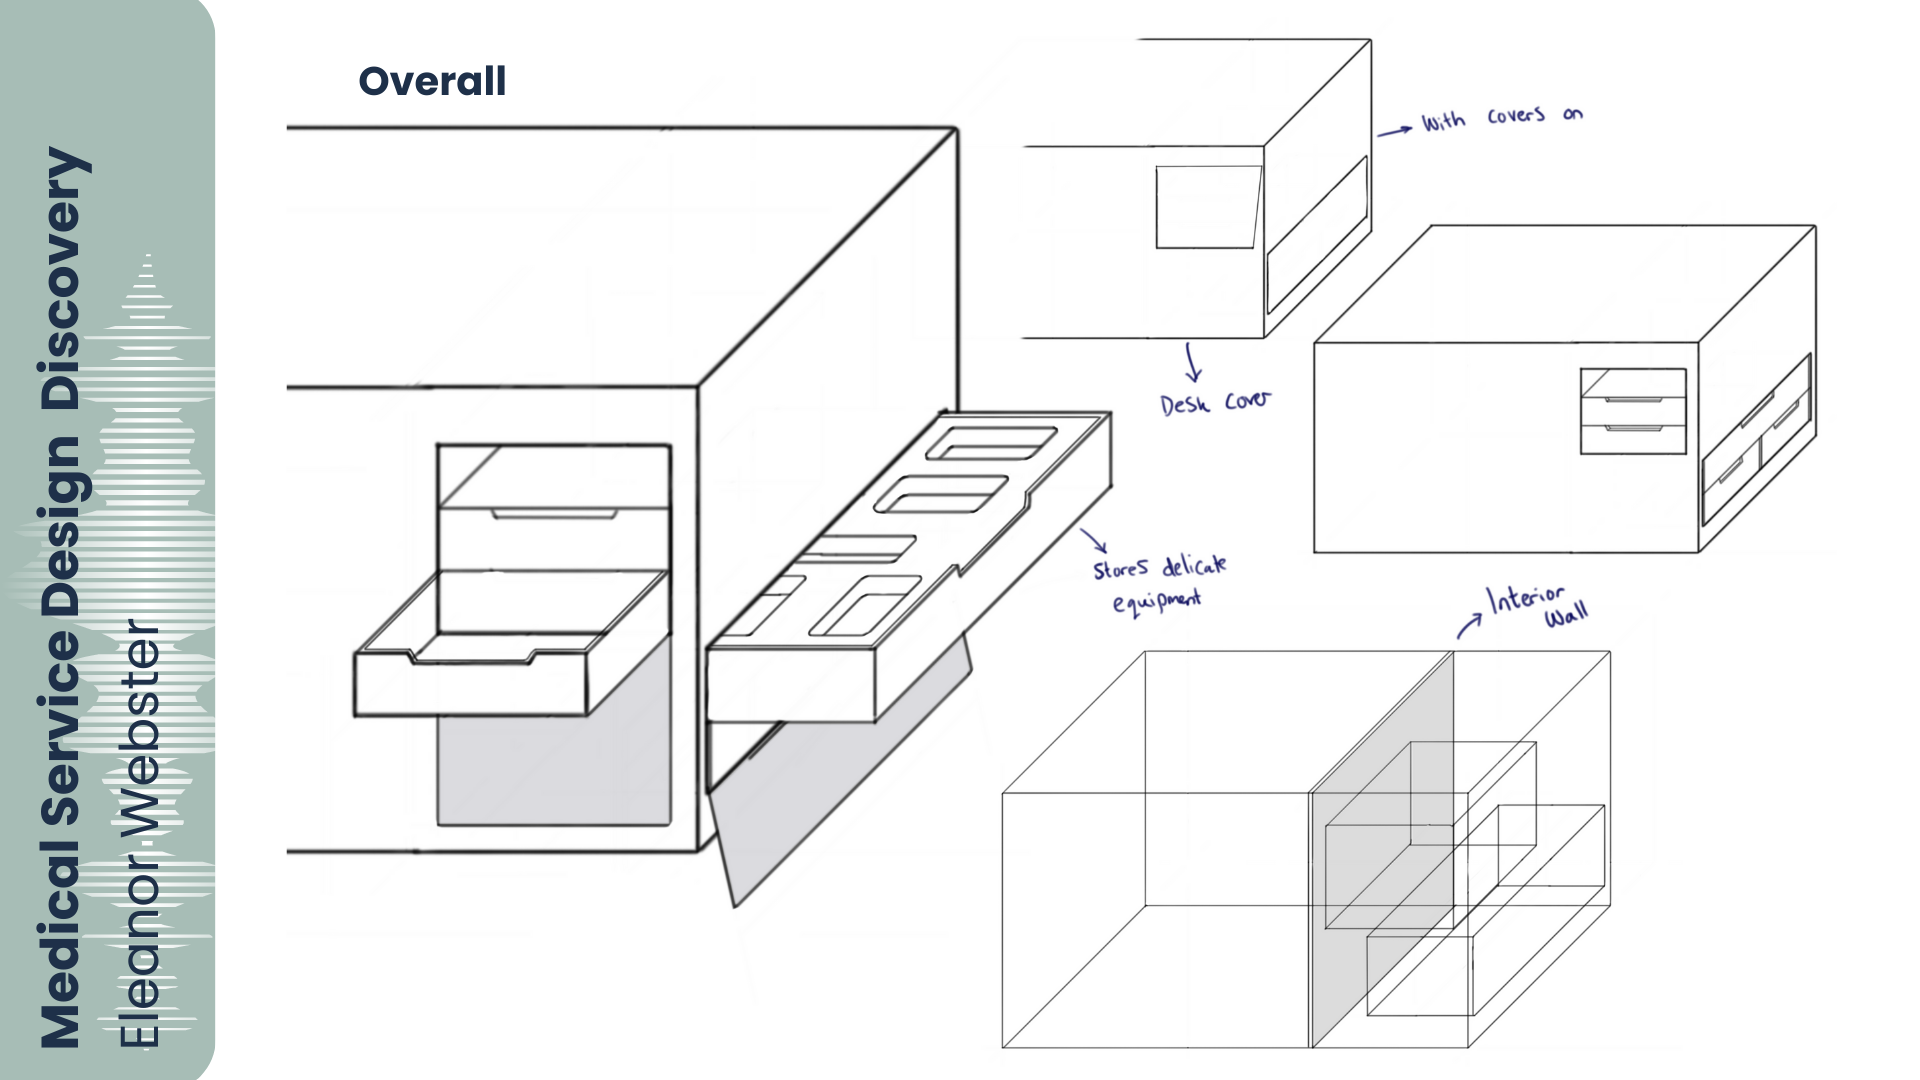 Medical Service Design Discovery
Eleanor Webster
Overall
With covers on
Desk cover
Stores delicate
equipment
Interior
Wall